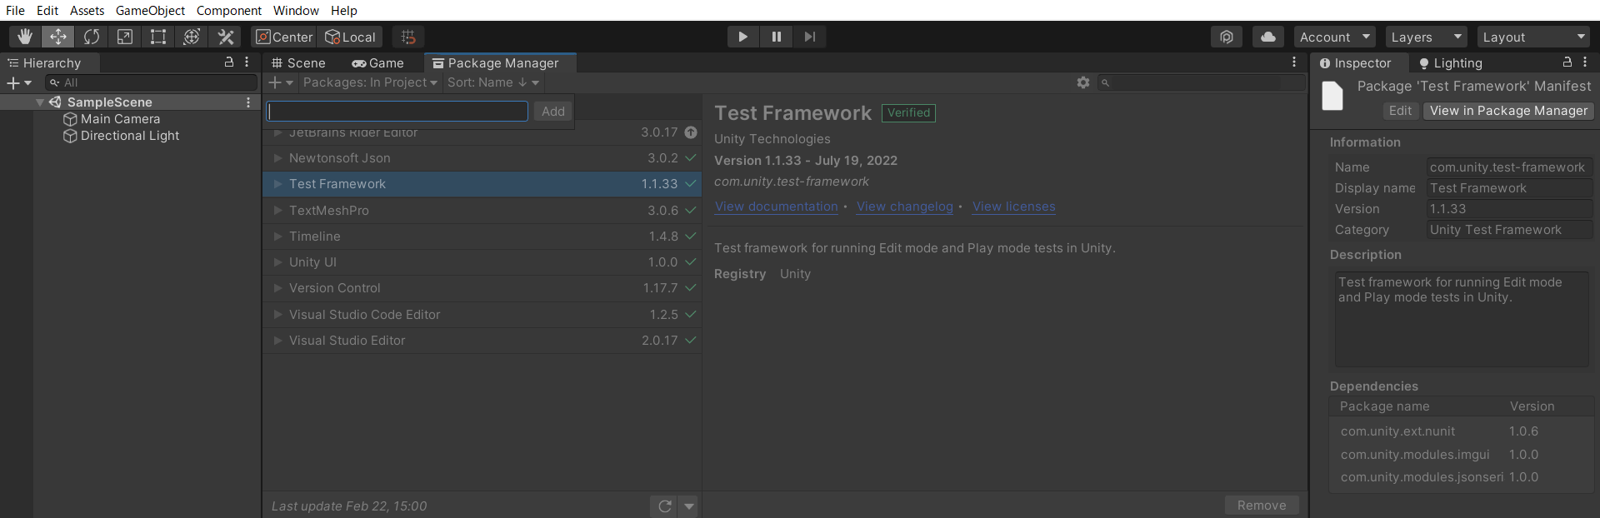 File Edit Assets GameObject Component Window Help
Center Local Account Layers Layout
Hierarchy
All
SampleScene
Main Camera
Directional Light
Scene Game Package Manager
Packages: In Project Sort: Name ↓
Add
JetBrains Rider Editor 3.0.17
Newtonsoft Json 3.0.2
Test Framework 1.1.33
TextMeshPro 3.0.6
Timeline 1.4.8
Unity UI 1.0.0
Version Control 1.17.7
Visual Studio Code Editor 1.2.5
Visual Studio Editor 2.0.17
Last update Feb 22, 15:00
Test Framework Verified
Unity Technologies
Version 1.1.33 - July 19, 2022
com.unity.test-framework
View documentation • View changelog • View licenses
Test framework for running Edit mode and Play mode tests in Unity.
Registry Unity
Remove
Inspector Lighting
Package 'Test Framework' Manifest
Edit View in Package Manager
Information
Name com.unity.test-framework
Display name Test Framework
Version 1.1.33
Category Unity Test Framework
Description
Test framework for running Edit mode
and Play mode tests in Unity.
Dependencies
Package name Version
com.unity.ext.nunit 1.0.6
com.unity.modules.imgui 1.0.0
com.unity.modules.jsonseri 1.0.0